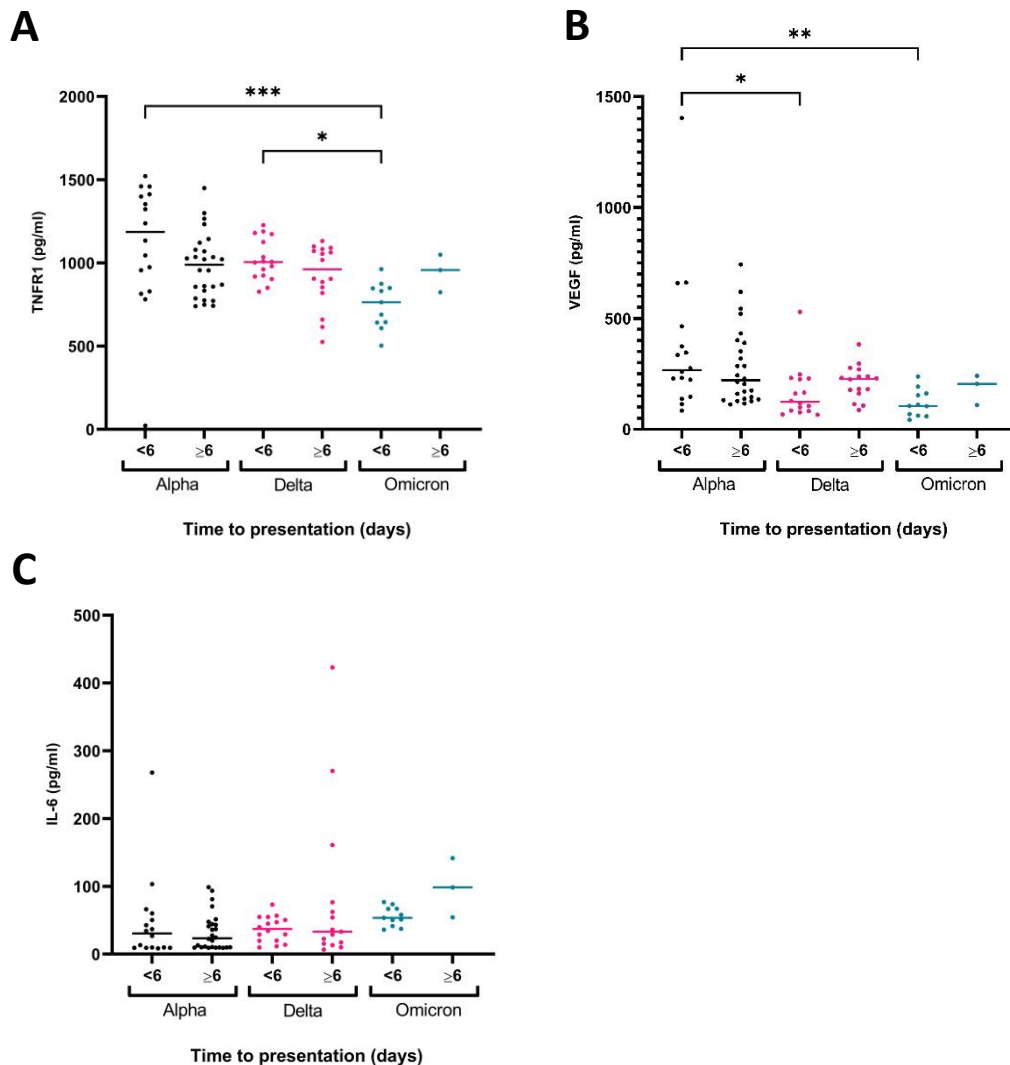 A
***
*
2000
1500
1000
500
0
TNFR1 (pg/ml)
<6 ≥6 <6 ≥6 <6 ≥6
Alpha Delta Omicron
Time to presentation (days)
B
**
*
1500
1000
500
0
VEGF (pg/ml)
<6 ≥6 <6 ≥6 <6 ≥6
Alpha Delta Omicron
Time to presentation (days)
C
500
400
300
200
100
0
IL-6 (pg/ml)
<6 ≥6 <6 ≥6 <6 ≥6
Alpha Delta Omicron
Time to presentation (days)